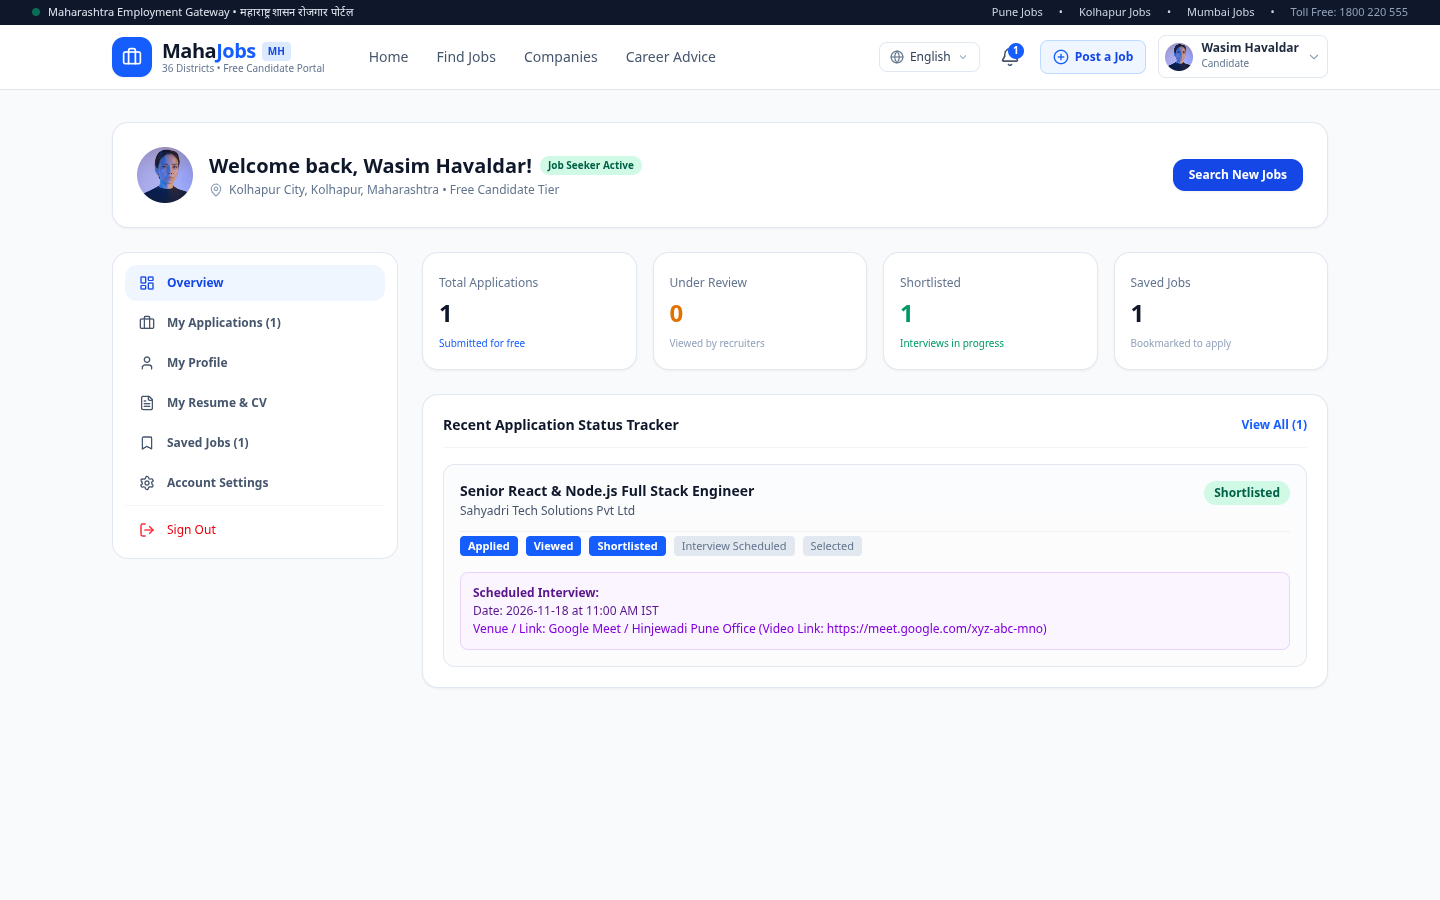 Maharashtra Employment Gateway • महाराष्ट्र शासन रोजगार पोर्टल
Pune Jobs • Kolhapur Jobs • Mumbai Jobs • Toll Free: 1800 220 555
MahaJobs MH
36 Districts • Free Candidate Portal
Home Find Jobs Companies Career Advice
English
1
Post a Job
Wasim Havaldar
Candidate
Welcome back, Wasim Havaldar! Job Seeker Active
Kolhapur City, Kolhapur, Maharashtra • Free Candidate Tier
Search New Jobs
Overview
My Applications (1)
My Profile
My Resume & CV
Saved Jobs (1)
Account Settings
Sign Out
Total Applications
1
Submitted for free
Under Review
0
Viewed by recruiters
Shortlisted
1
Interviews in progress
Saved Jobs
1
Bookmarked to apply
Recent Application Status Tracker
View All (1)
Senior React & Node.js Full Stack Engineer
Sahyadri Tech Solutions Pvt Ltd
Shortlisted
Applied Viewed Shortlisted Interview Scheduled Selected
Scheduled Interview:
Date: 2026-11-18 at 11:00 AM IST
Venue / Link: Google Meet / Hinjewadi Pune Office (Video Link: https://meet.google.com/xyz-abc-mno)